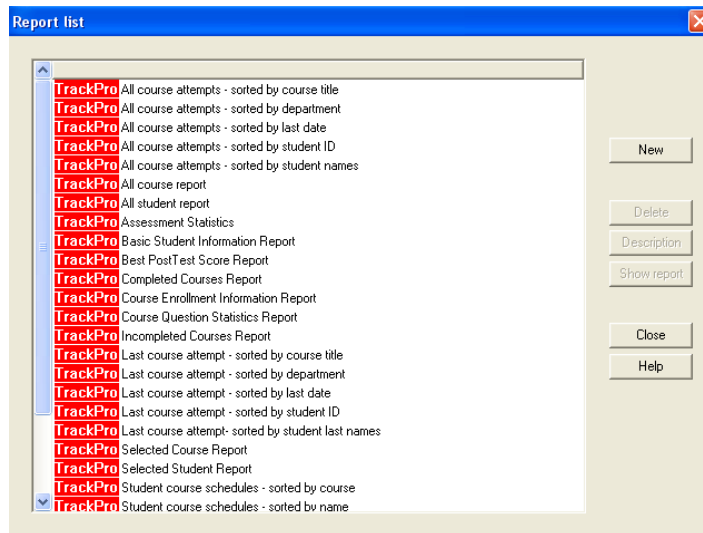 Report list
TrackPro All course attempts - sorted by course title
TrackPro All course attempts - sorted by department
TrackPro All course attempts - sorted by last date
TrackPro All course attempts - sorted by student ID
TrackPro All course attempts - sorted by student names
TrackPro All course report
TrackPro All student report
TrackPro Assessment Statistics
TrackPro Basic Student Information Report
TrackPro Best PostTest Score Report
TrackPro Completed Courses Report
TrackPro Course Enrollment Information Report
TrackPro Course Question Statistics Report
TrackPro Incompleted Courses Report
TrackPro Last course attempt - sorted by course title
TrackPro Last course attempt - sorted by department
TrackPro Last course attempt - sorted by last date
TrackPro Last course attempt - sorted by student ID
TrackPro Last course attempt- sorted by student last names
TrackPro Selected Course Report
TrackPro Selected Student Report
TrackPro Student course schedules - sorted by course
TrackPro Student course schedules - sorted by name
New
Delete
Description
Show report
Close
Help